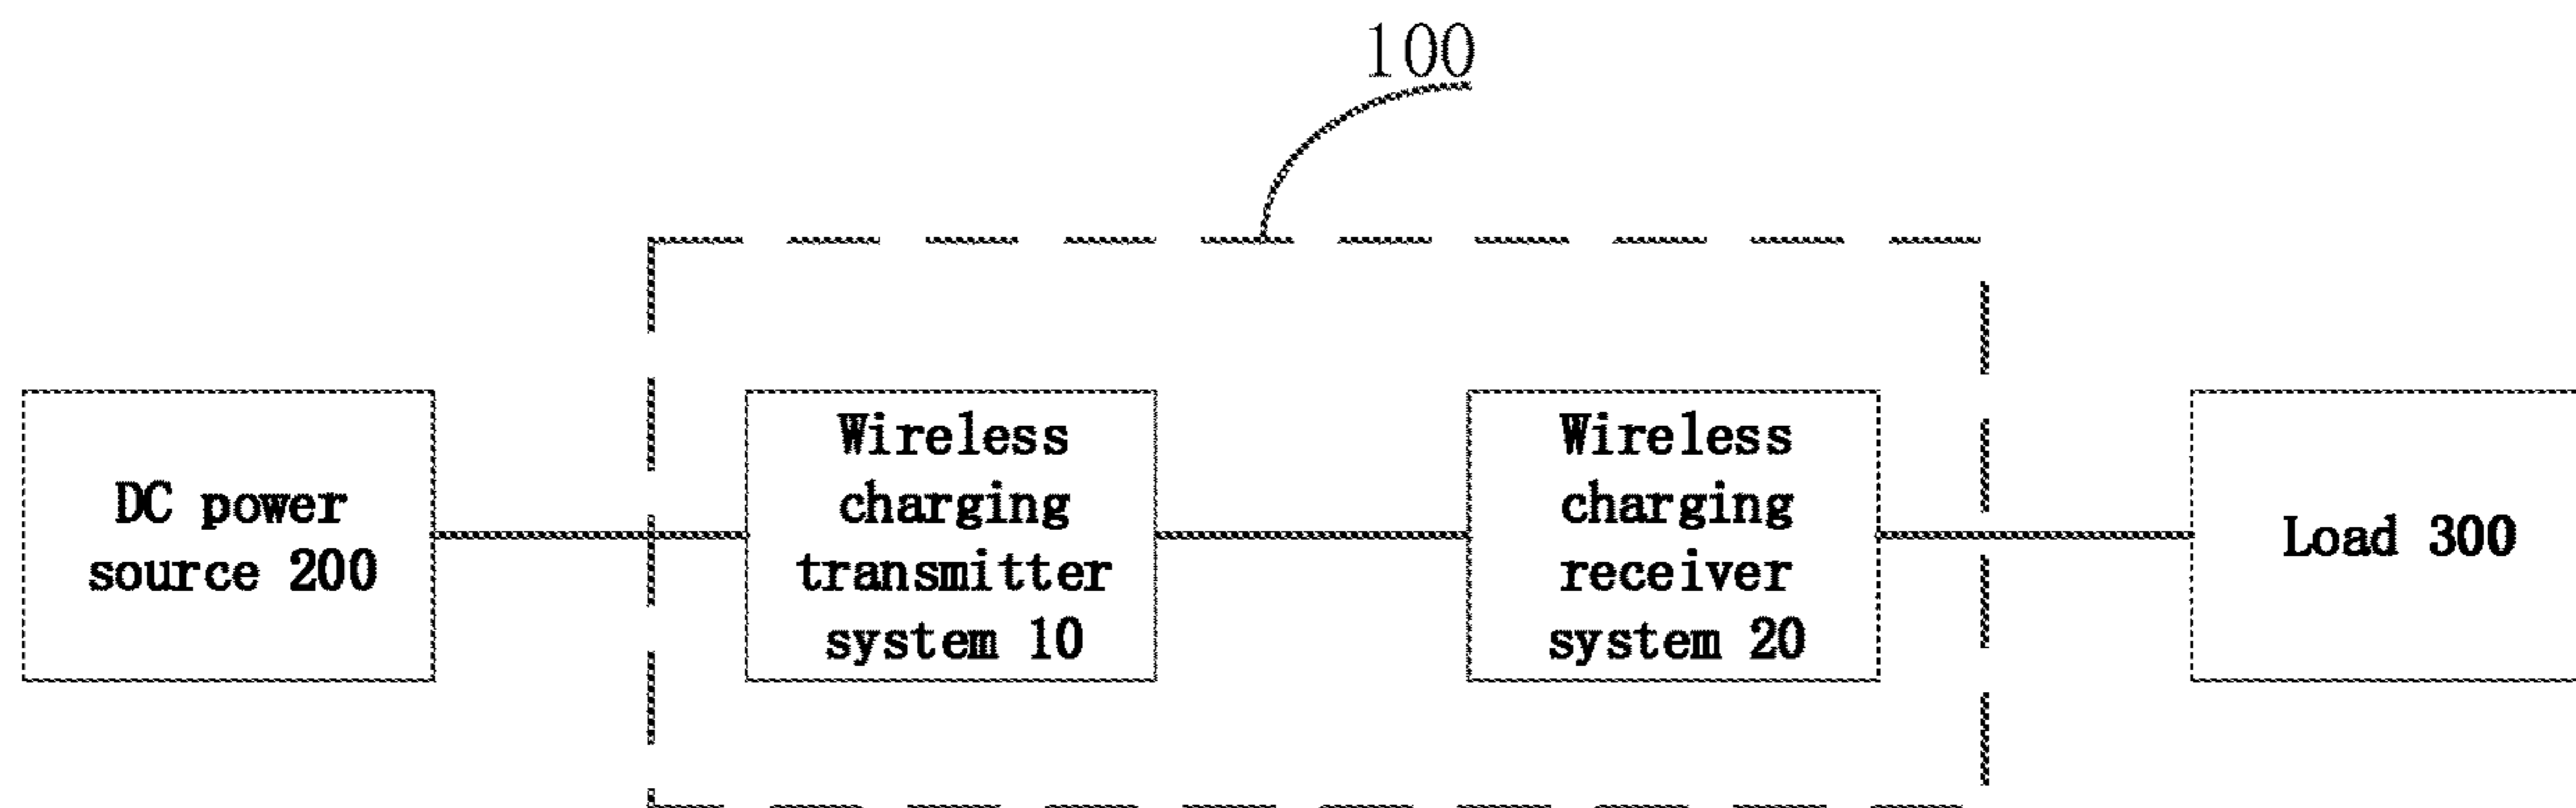 100
DC power
source 200
Wireless
charging
transmitter
system 10
Wireless
charging
receiver
system 20
Load 300